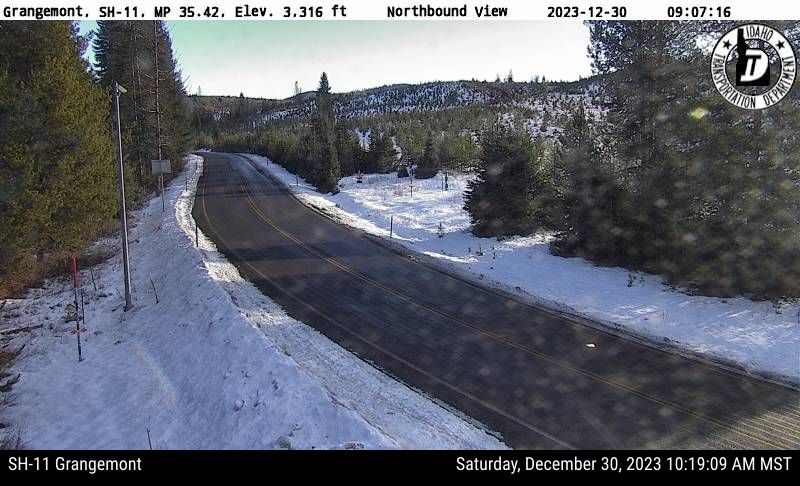 Grangemont, SH-11, MP 35.42, Elev. 3,316 ft Northbound View 2023-12-30 09:07:16
IDAHO
TRANSPORTATION DEPARTMENT
SH-11 Grangemont Saturday, December 30, 2023 10:19:09 AM MST